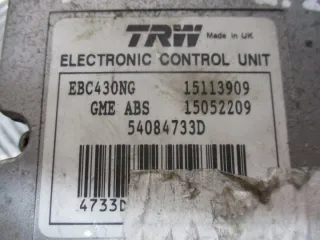 TRW Made in UK
ELECTRONIC CONTROL UNIT
EBC430NG 15113909
GME ABS 15052209
54084733D
4733D